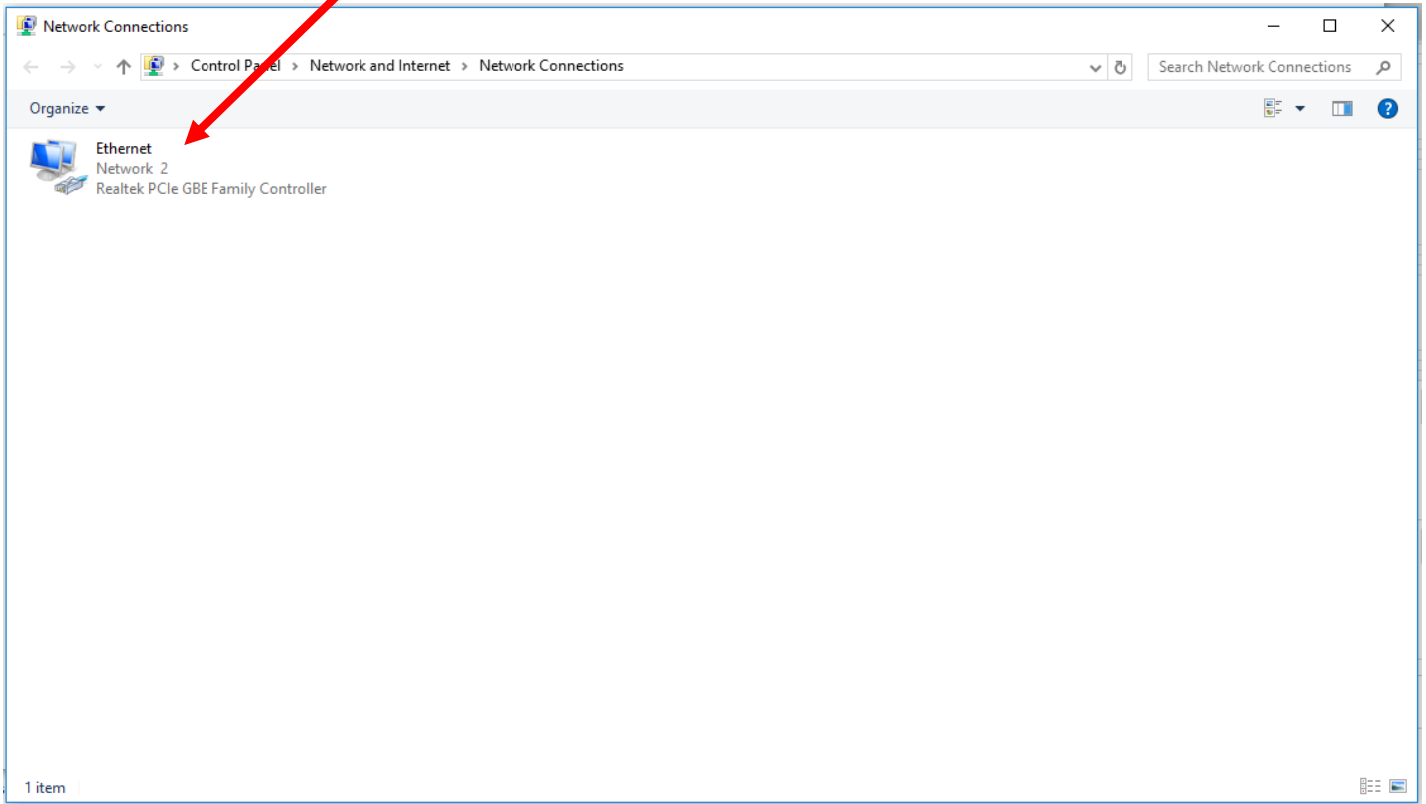 Network Connections
Control Panel > Network and Internet > Network Connections
Search Network Connections
Organize
Ethernet
Network 2
Realtek PCIe GBE Family Controller
1 item